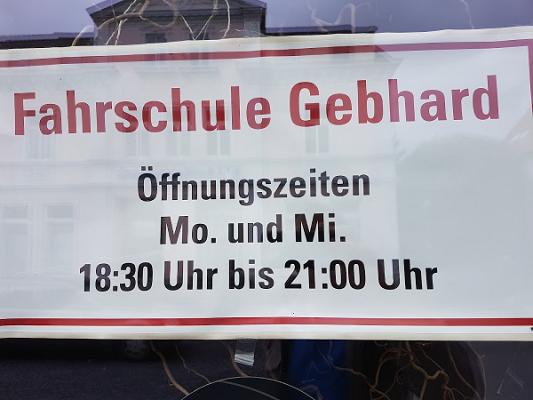 Fahrschule Gebhard
Öffnungszeiten
Mo. und Mi.
18:30 Uhr bis 21:00 Uhr